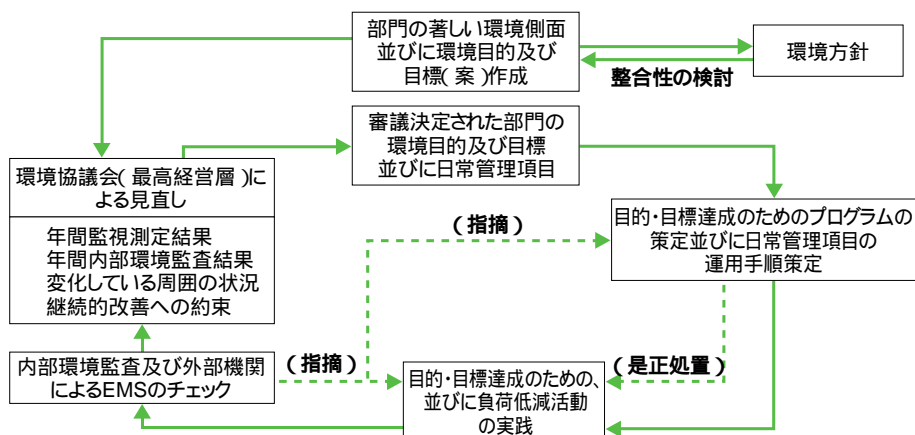 部門の著しい環境側面
並びに環境目的及び
目標(案)作成
環境方針
整合性の検討
審議決定された部門の
環境目的及び目標
並びに日常管理項目
環境協議会(最高経営層)に
よる見直し
年間監視測定結果
年間内部環境監査結果
変化している周囲の状況
継続的改善への約束
(指摘)
目的・目標達成のためのプログラムの
策定並びに日常管理項目の
運用手順策定
内部環境監査及び外部機関
によるEMSのチェック
(指摘)
(是正処置)
目的・目標達成のための、
並びに負荷低減活動
の実践